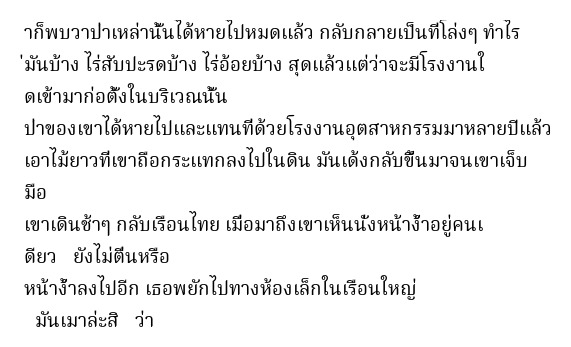 าก็พบวาปาเหล่านั้นได้หายไปหมดแล้ว กลับกลายเป็นที่โล่งๆ ทำไร
่มันบ้าง ไร่สับปะรดบ้าง ไร่อ้อยบ้าง สุดแล้วแต่ว่าจะมีโรงงานใ
ดเข้ามาก่อตั้งในบริเวณนั้น
ปาของเขาได้หายไปและแทนที่ด้วยโรงงานอุตสาหกรรมมาหลายปีแล้ว
เอาไม้ยาวที่เขาถือกระแทกลงไปในดิน มันเด้งกลับขึ้นมาจนเขาเจ็บ
มือ
เขาเดินช้าๆ กลับเรือนไทย เมื่อมาถึงเขาเห็นนั่งหน้าง้ำอยู่คนเ
ดียว   ยังไม่ตื่นหรือ
หน้าง้ำลงไปอีก เธอพยักไปทางห้องเล็กในเรือนใหญ่
  มันเมาล่ะสิ   ว่า